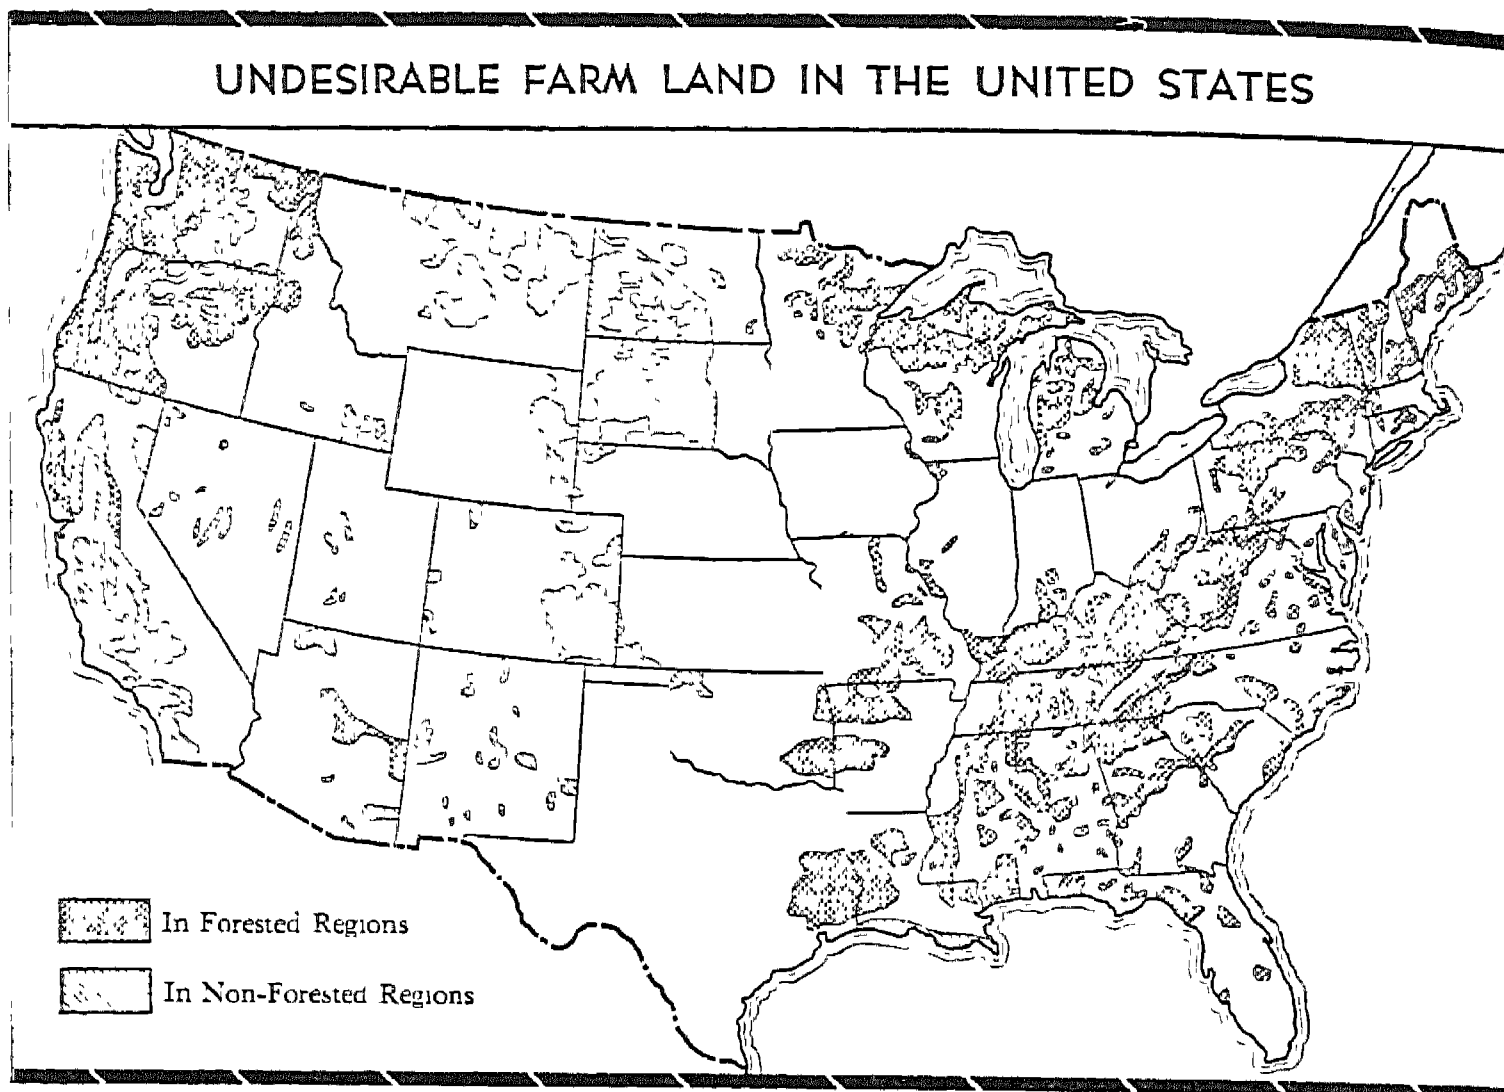 UNDESIRABLE FARM LAND IN THE UNITED STATES
In Forested Regions
In Non-Forested Regions